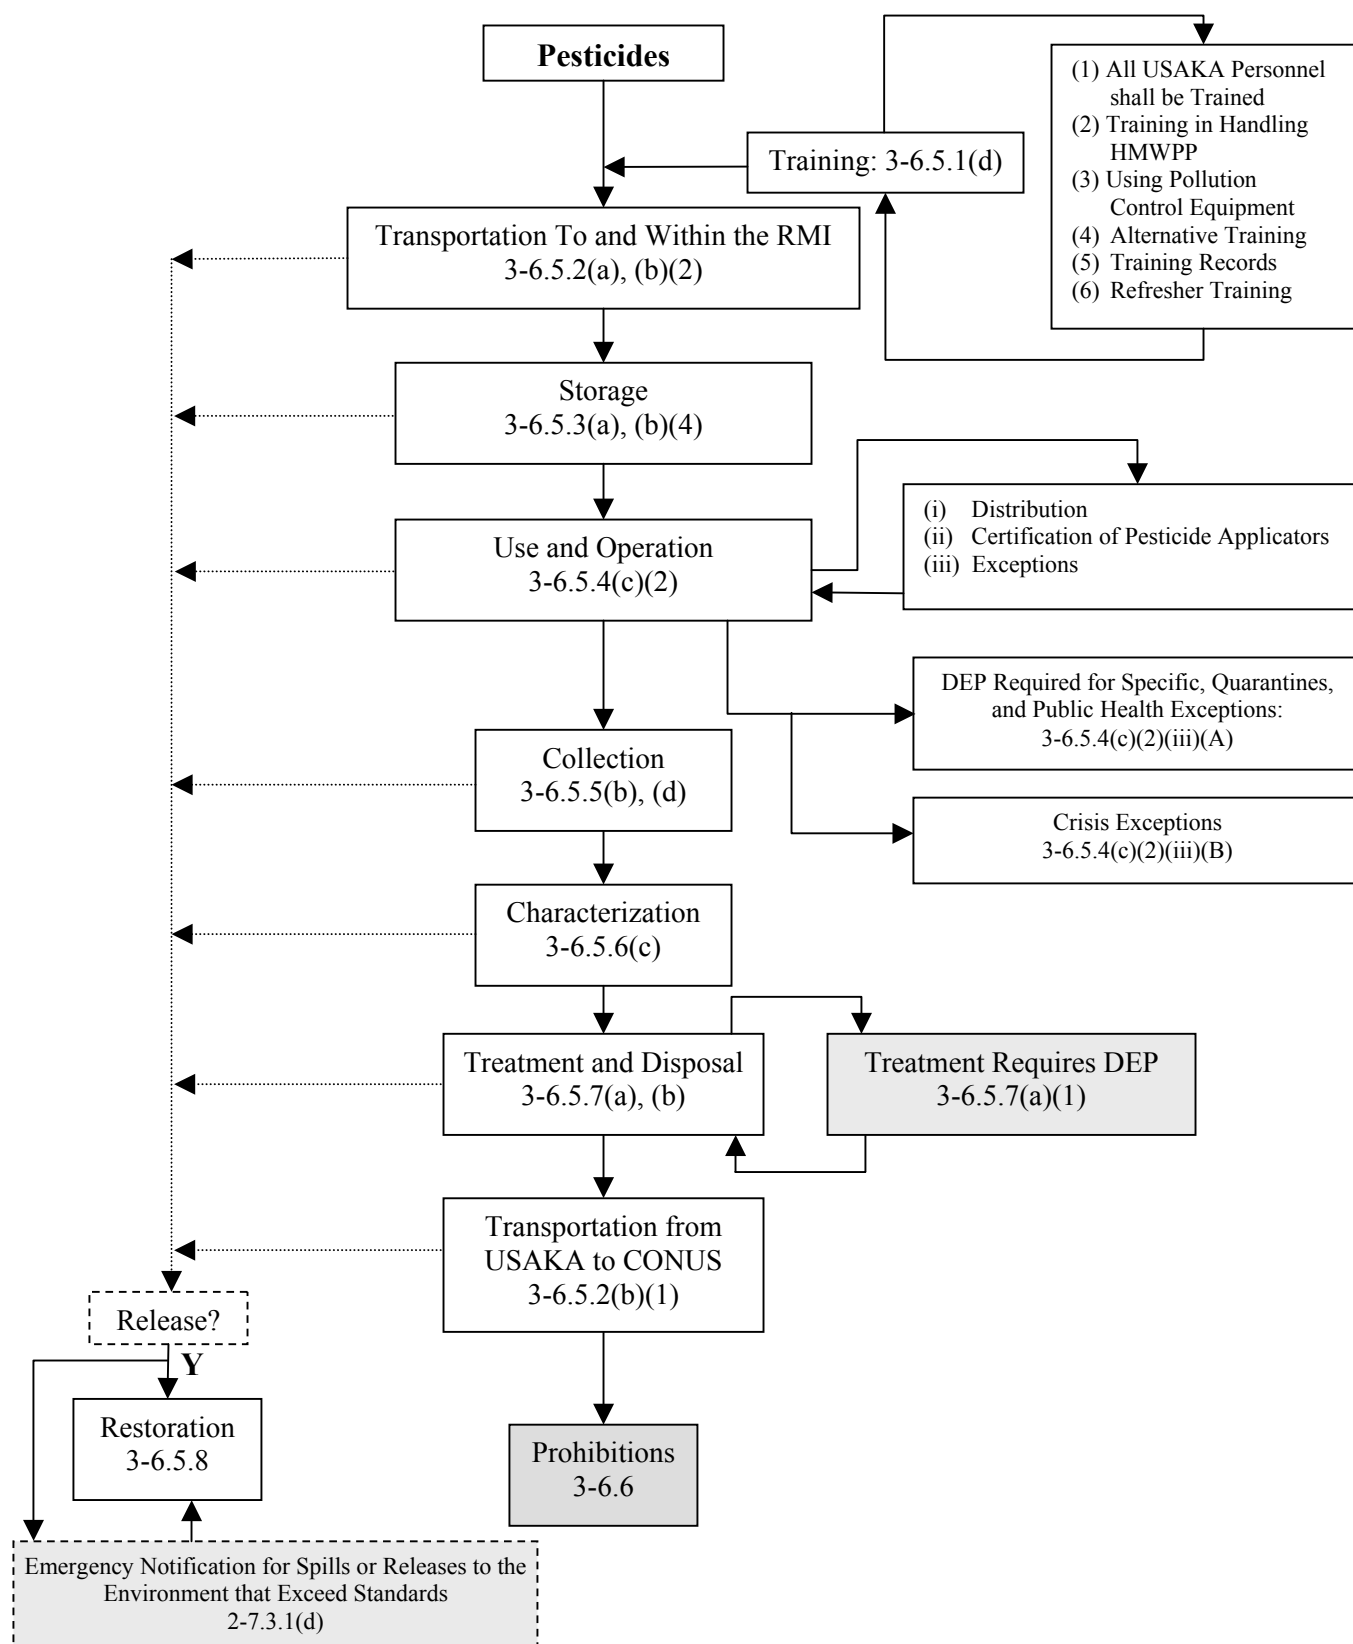 Pesticides
Training: 3-6.5.1(d)
(1) All USAKA Personnel
shall be Trained
(2) Training in Handling
HMWPP
(3) Using Pollution
Control Equipment
(4) Alternative Training
(5) Training Records
(6) Refresher Training
Transportation To and Within the RMI
3-6.5.2(a), (b)(2)
Storage
3-6.5.3(a), (b)(4)
Use and Operation
3-6.5.4(c)(2)
(i) Distribution
(ii) Certification of Pesticide Applicators
(iii) Exceptions
DEP Required for Specific, Quarantines,
and Public Health Exceptions:
3-6.5.4(c)(2)(iii)(A)
Collection
3-6.5.5(b), (d)
Crisis Exceptions
3-6.5.4(c)(2)(iii)(B)
Characterization
3-6.5.6(c)
Treatment and Disposal
3-6.5.7(a), (b)
Treatment Requires DEP
3-6.5.7(a)(1)
Transportation from
USAKA to CONUS
3-6.5.2(b)(1)
Release?
Y
Restoration
3-6.5.8
Prohibitions
3-6.6
Emergency Notification for Spills or Releases to the
Environment that Exceed Standards
2-7.3.1(d)